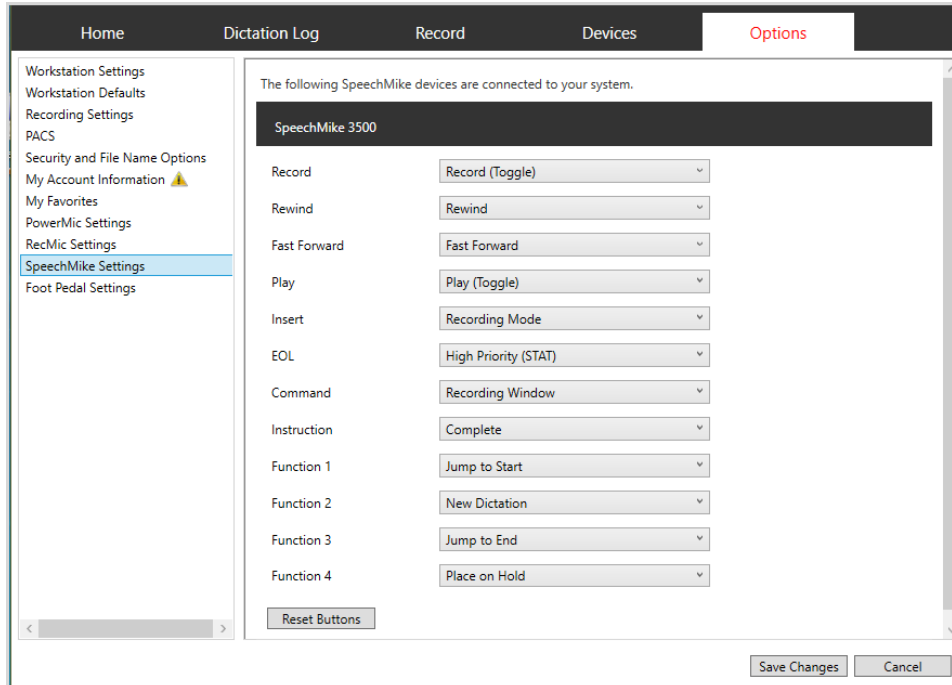 Home Dictation Log Record Devices Options
Workstation Settings
Workstation Defaults
Recording Settings
PACS
Security and File Name Options
My Account Information
My Favorites
PowerMic Settings
RecMic Settings
SpeechMike Settings
Foot Pedal Settings
The following SpeechMike devices are connected to your system.
SpeechMike 3500
Record Record (Toggle)
Rewind Rewind
Fast Forward Fast Forward
Play Play (Toggle)
Insert Recording Mode
EOL High Priority (STAT)
Command Recording Window
Instruction Complete
Function 1 Jump to Start
Function 2 New Dictation
Function 3 Jump to End
Function 4 Place on Hold
Reset Buttons
Save Changes Cancel